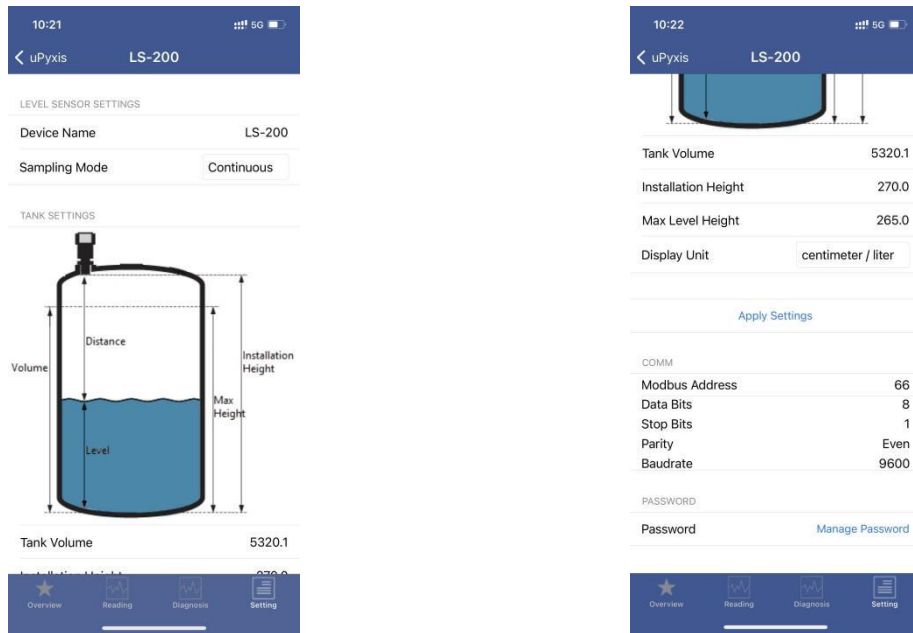 10:21
5G
uPyxis
LS-200
LEVEL SENSOR SETTINGS
Device Name LS-200
Sampling Mode Continuous
TANK SETTINGS
Distance
Volume
Installation
Height
Max
Height
Level
Tank Volume 5320.1
Overview Reading Diagnosis Setting
10:22
5G
uPyxis
LS-200
Tank Volume 5320.1
Installation Height 270.0
Max Level Height 265.0
Display Unit centimeter / liter
Apply Settings
COMM
Modbus Address 66
Data Bits 8
Stop Bits 1
Parity Even
Baudrate 9600
PASSWORD
Password Manage Password
Overview Reading Diagnosis Setting